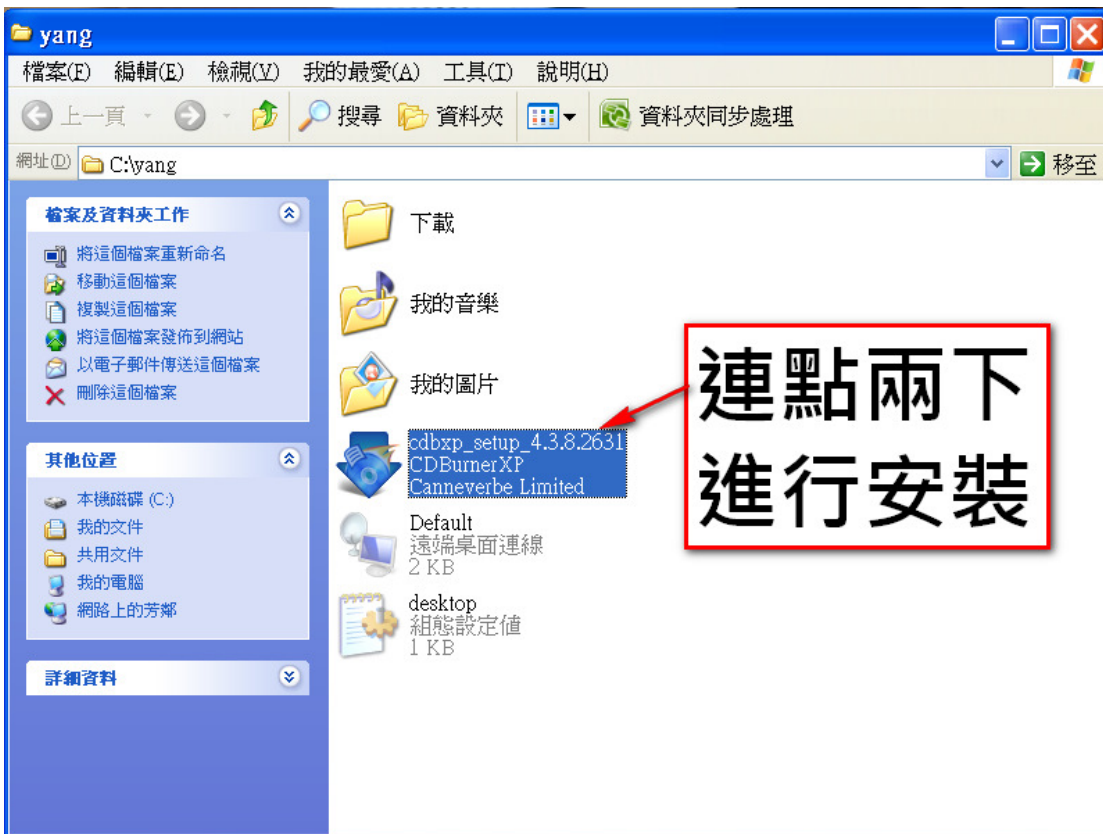 yang
檔案(F) 編輯(E) 檢視(V) 我的最愛(A) 工具(T) 說明(H)
上一頁 搜尋 資料夾 資料夾同步處理
網址(D) C:\yang 移至
檔案及資料夾工作
將這個檔案重新命名
移動這個檔案
複製這個檔案
將這個檔案發佈到網站
以電子郵件傳送這個檔案
刪除這個檔案
其他位置
本機磁碟 (C:)
我的文件
共用文件
我的電腦
網路上的芳鄰
詳細資料
下載
我的音樂
我的圖片
cdbxp_setup_4.3.8.2631
CDBurnerXP
Canneverbe Limited
Default
遠端桌面連線
2 KB
desktop
組態設定值
1 KB
連點兩下
進行安裝